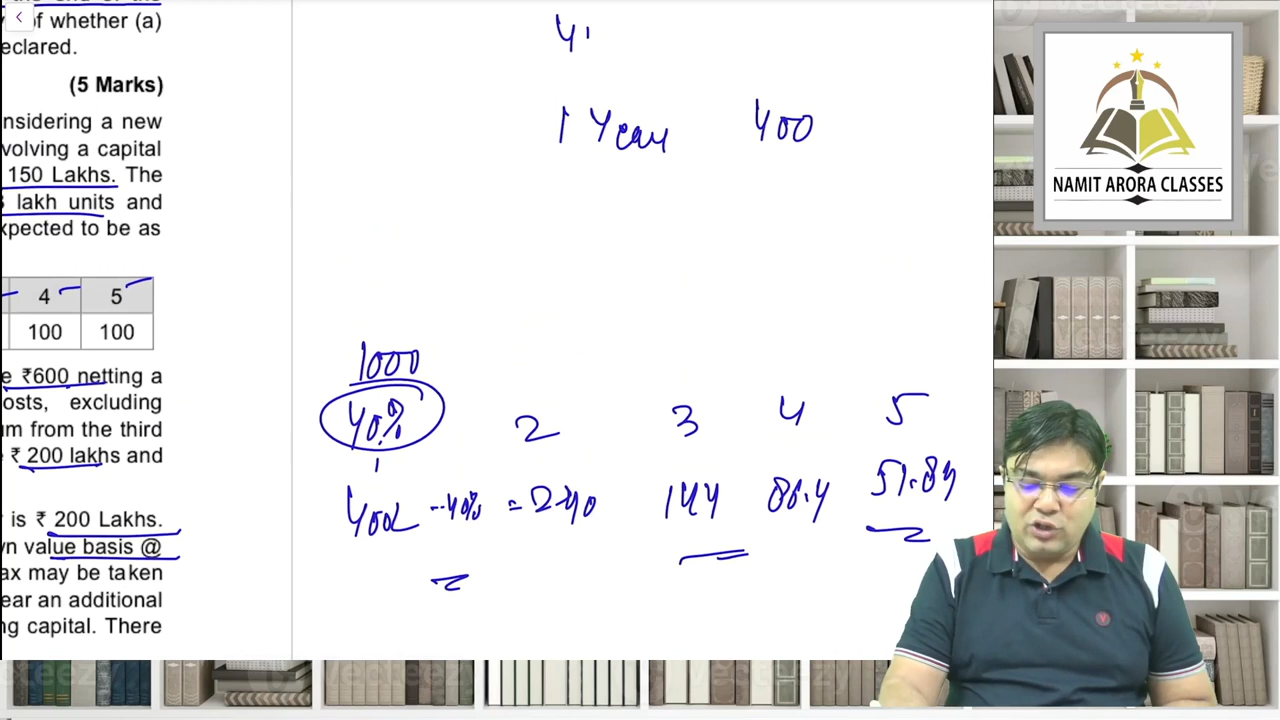 of whether (a)
eclared.
(5 Marks)
nsidering a new
volving a capital
150 Lakhs. The
lakh units and
xpected to be as
4 5
100 100
₹600 netting a
osts, excluding
um from the third
₹ 200 lakhs and
r is ₹ 200 Lakhs.
wn value basis @
ax may be taken
ear an additional
ng capital. There
1 Year 400
1000
40%
2 3 4 5
400L -40% = 240 144 86.4 51.84
NAMIT ARORA CLASSES